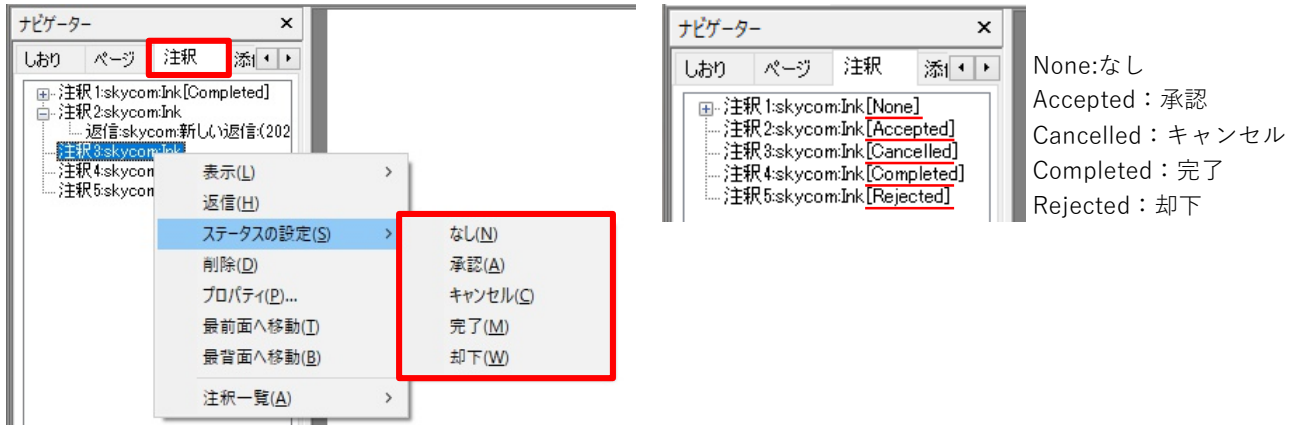 ナビゲーター ×
しおり ページ 注釈 添付
注釈1:skycom:Ink[Completed]
注釈2:skycom:Ink
返信:skycom:新しい返信:(202
注釈3:skycom:Ink
注釈4:skycom
注釈5:skycom
表示(L) >
返信(H)
ステータスの設定(S) >
削除(D)
プロパティ(P)...
最前面へ移動(T)
最背面へ移動(B)
注釈一覧(A) >
なし(N)
承認(A)
キャンセル(C)
完了(M)
却下(W)
ナビゲーター ×
しおり ページ 注釈 添付
注釈1:skycom:Ink[None]
注釈2:skycom:Ink[Accepted]
注釈3:skycom:Ink[Cancelled]
注釈4:skycom:Ink[Completed]
注釈5:skycom:Ink[Rejected]
None:なし
Accepted：承認
Cancelled：キャンセル
Completed：完了
Rejected：却下